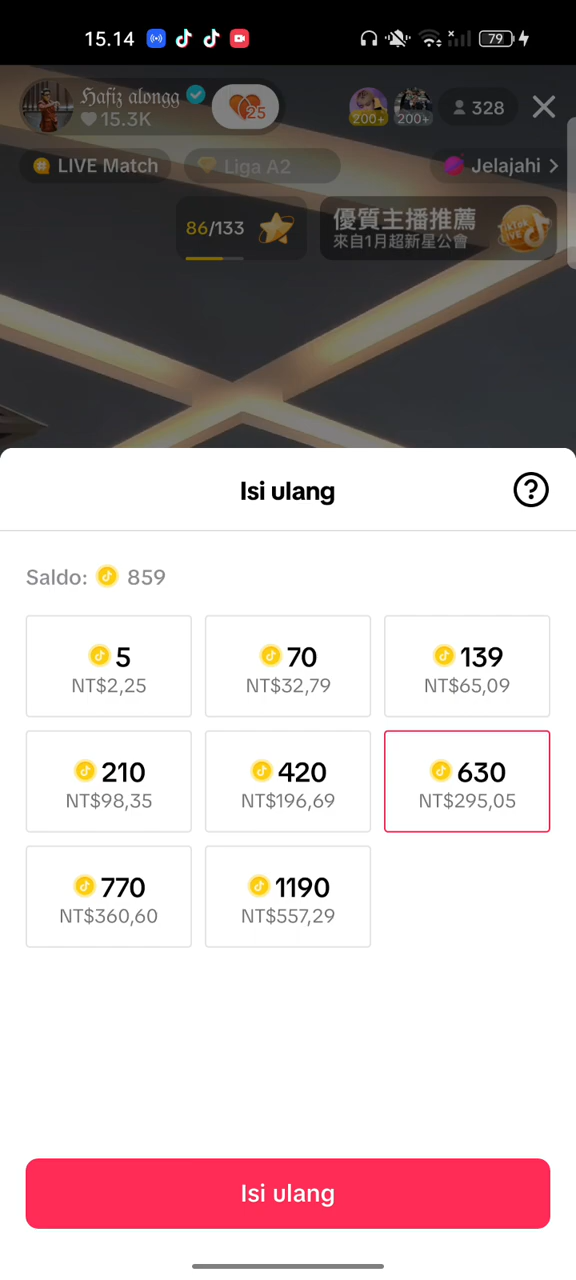 15.14
79
Hafiz alongg
15.3K
25
200+
200+
328
LIVE Match
Liga A2
Jelajahi
86/133
優質主播推薦
來自1月超新星公會
TikTok
LIVE
Isi ulang
?
Saldo: 859
5
NT$2,25
70
NT$32,79
139
NT$65,09
210
NT$98,35
420
NT$196,69
630
NT$295,05
770
NT$360,60
1190
NT$557,29
Isi ulang